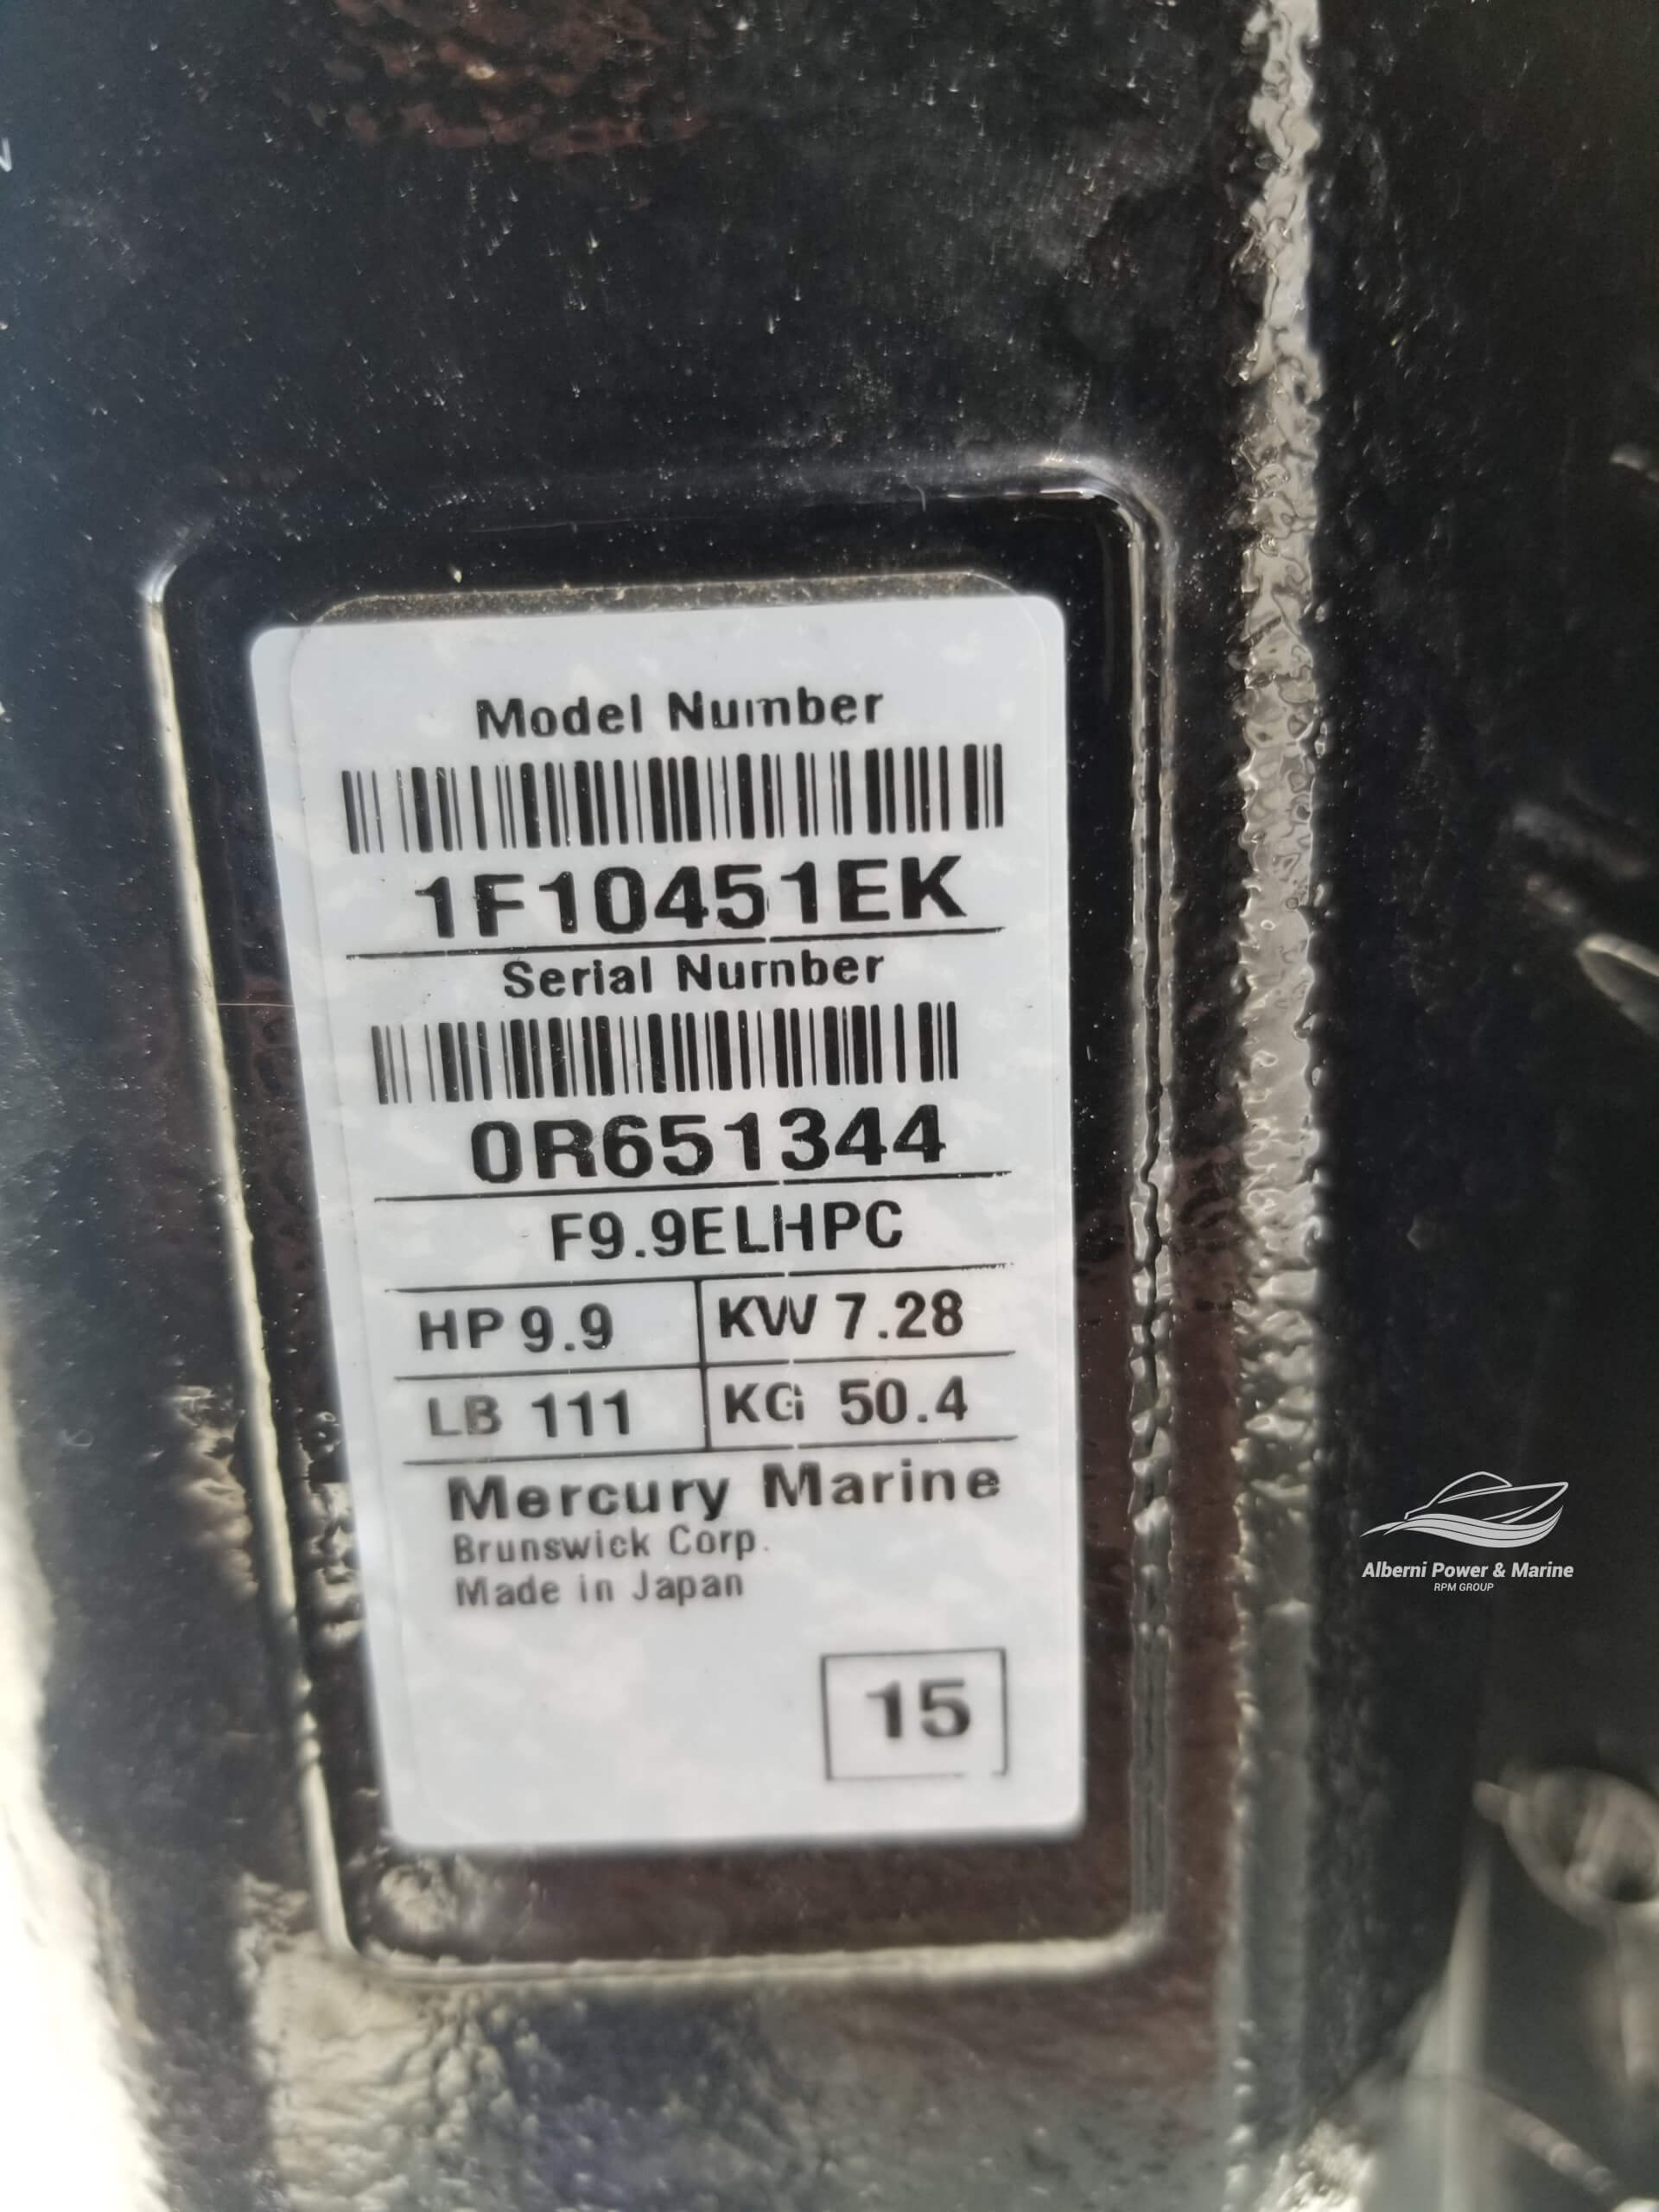 Model Number
1F10451EK
Serial Number
0R651344
F9.9ELHPC
HP 9.9 KW 7.28
LB 111 KG 50.4
Mercury Marine
Brunswick Corp.
Made in Japan
15
Alberni Power & Marine
RPM GROUP